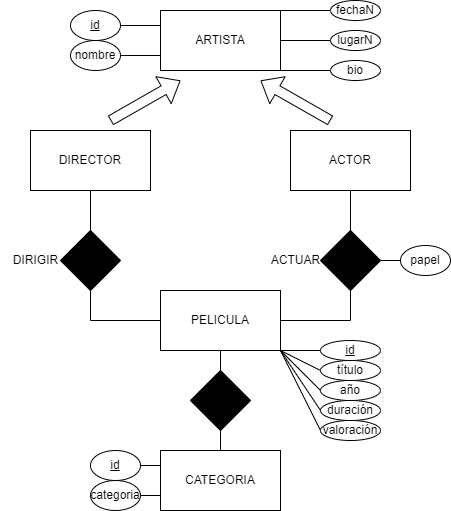 fechaN
id
ARTISTA
lugarN
nombre
bio
DIRECTOR
ACTOR
DIRIGIR
ACTUAR
papel
PELICULA
id
título
año
duración
valoración
id
CATEGORIA
categoria